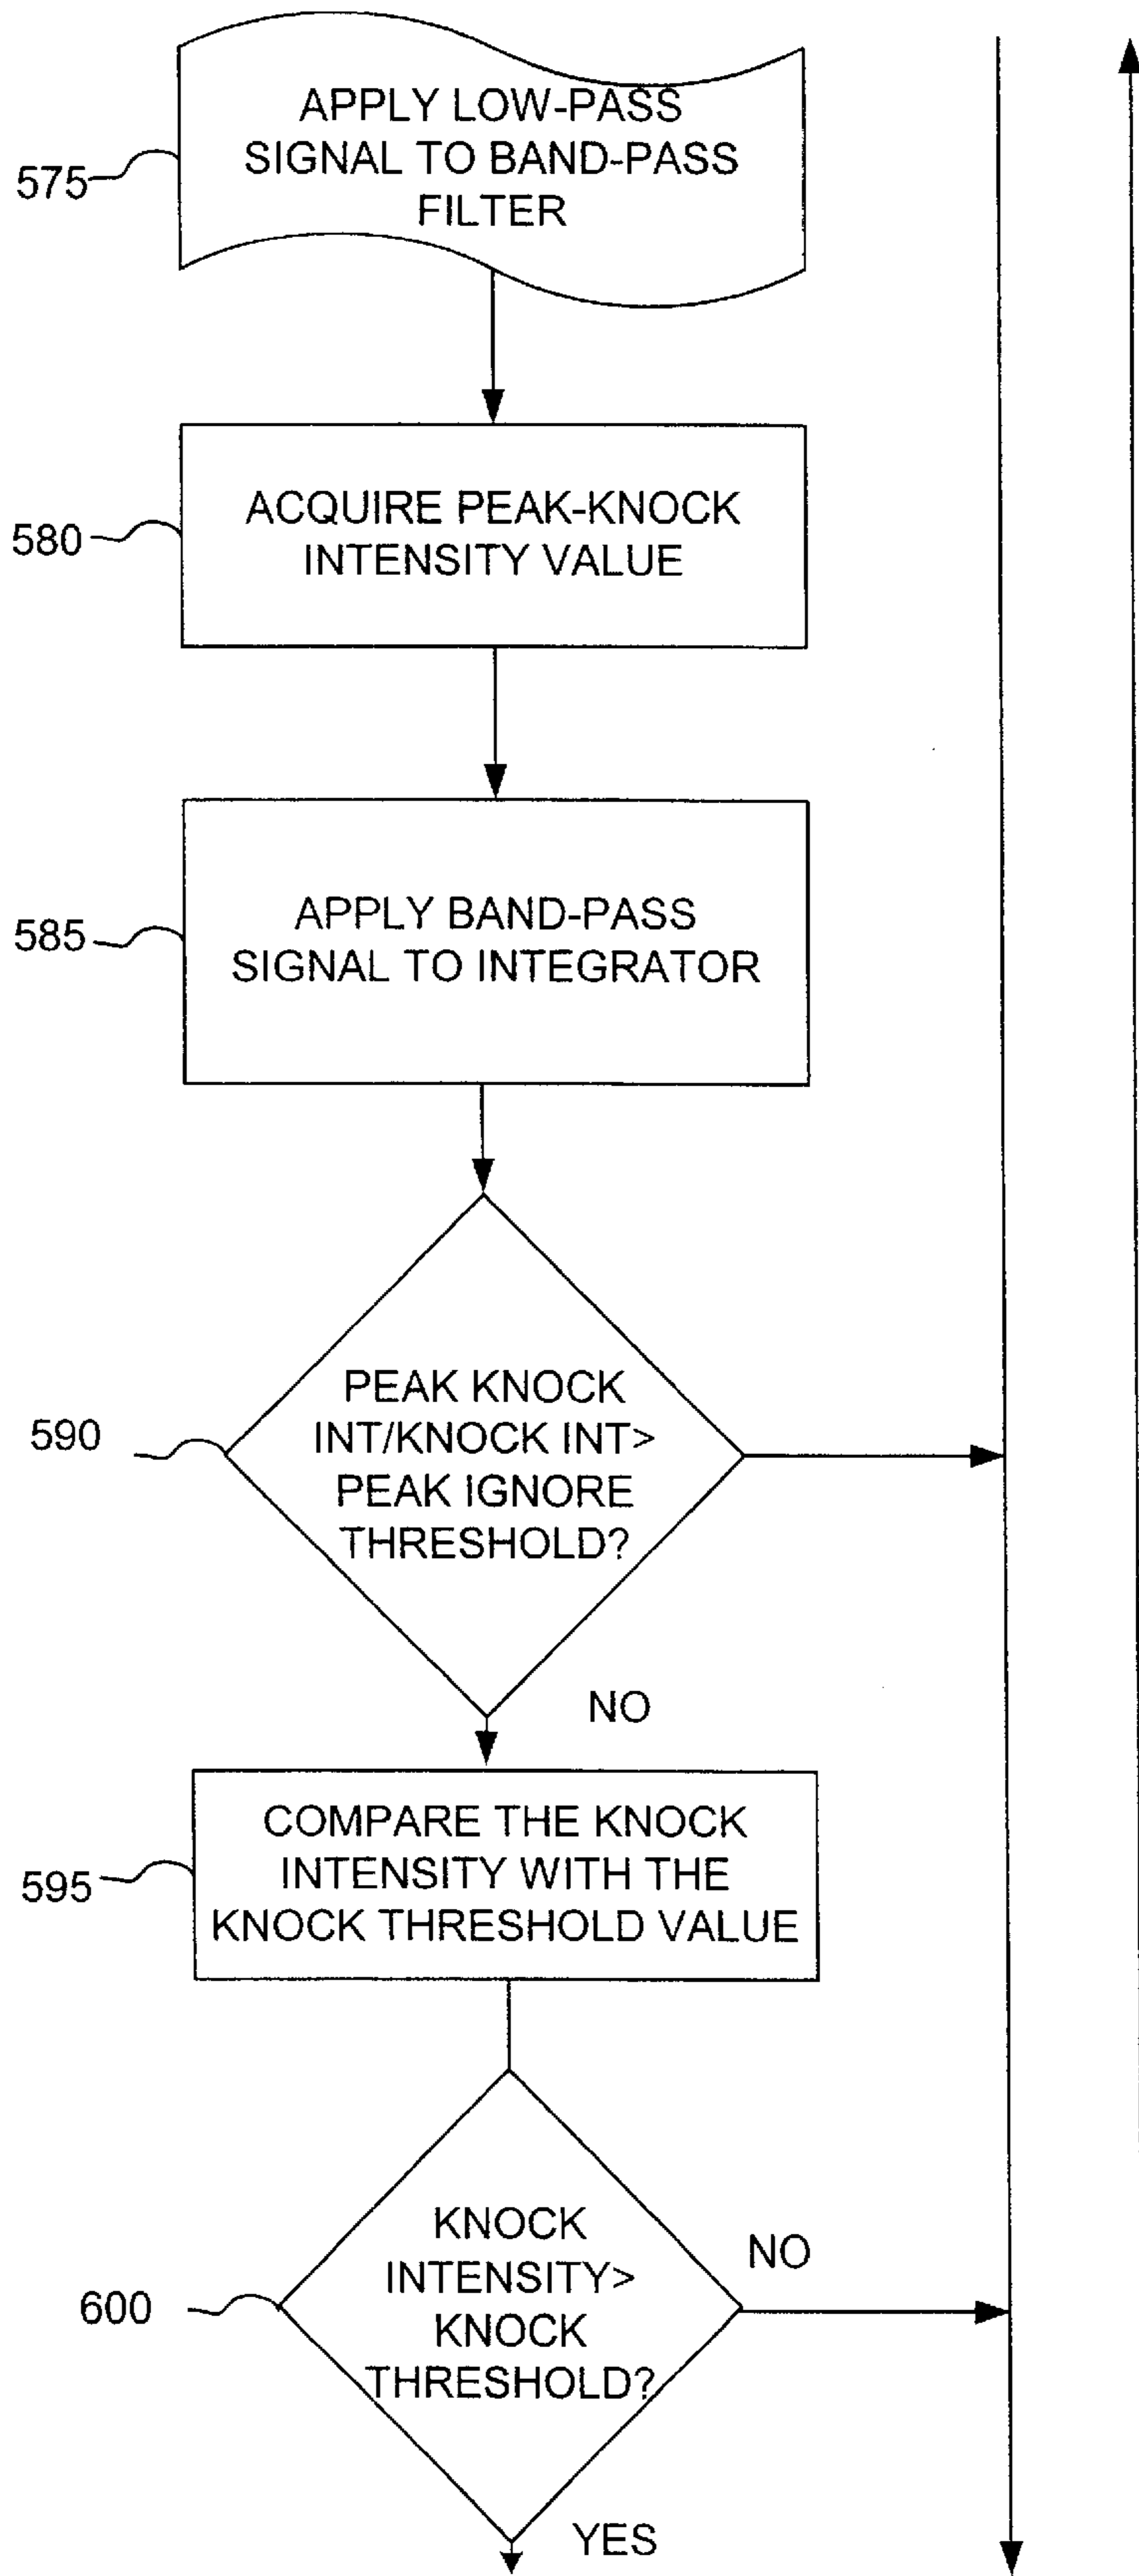 APPLY LOW-PASS
SIGNAL TO BAND-PASS
FILTER
575
ACQUIRE PEAK-KNOCK
INTENSITY VALUE
580
APPLY BAND-PASS
SIGNAL TO INTEGRATOR
585
PEAK KNOCK
INT/KNOCK INT>
PEAK IGNORE
THRESHOLD?
590
NO
COMPARE THE KNOCK
INTENSITY WITH THE
KNOCK THRESHOLD VALUE
595
KNOCK
INTENSITY>
KNOCK
THRESHOLD?
600
NO
YES